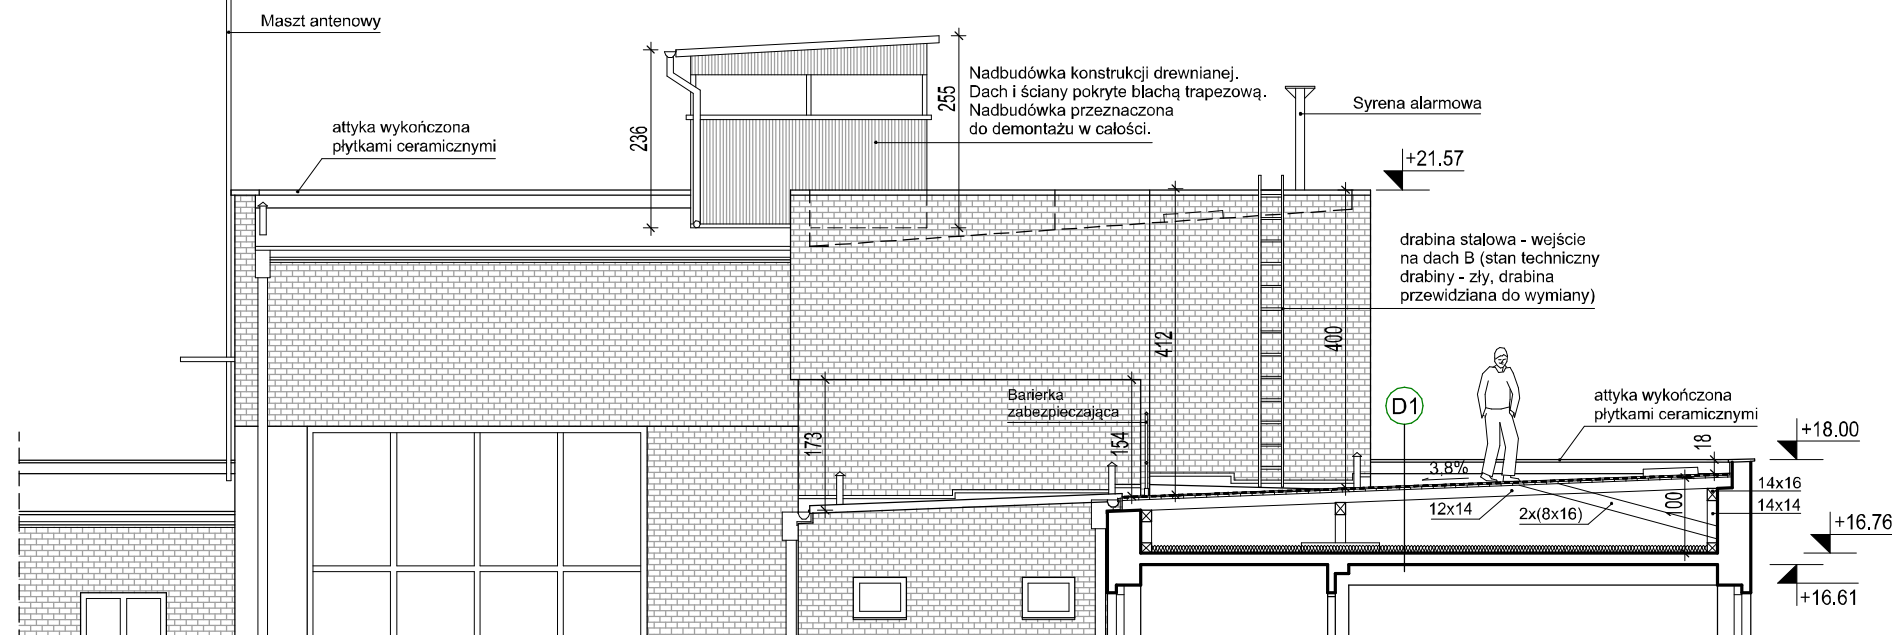 Maszt antenowy
attyka wykończona
płytkami ceramicznymi
236
255
Nadbudówka konstrukcji drewnianej.
Dach i ściany pokryte blachą trapezową.
Nadbudówka przeznaczona
do demontażu w całości.
Syrena alarmowa
+21.57
drabina stalowa - wejście
na dach B (stan techniczny
drabiny - zły, drabina
przewidziana do wymiany)
412
400
Barierka
zabezpieczająca
173
154
D1
attyka wykończona
płytkami ceramicznymi
18
+18.00
3,8%
100
12x14
2x(8x16)
14x16
14x14
+16.76
+16.61